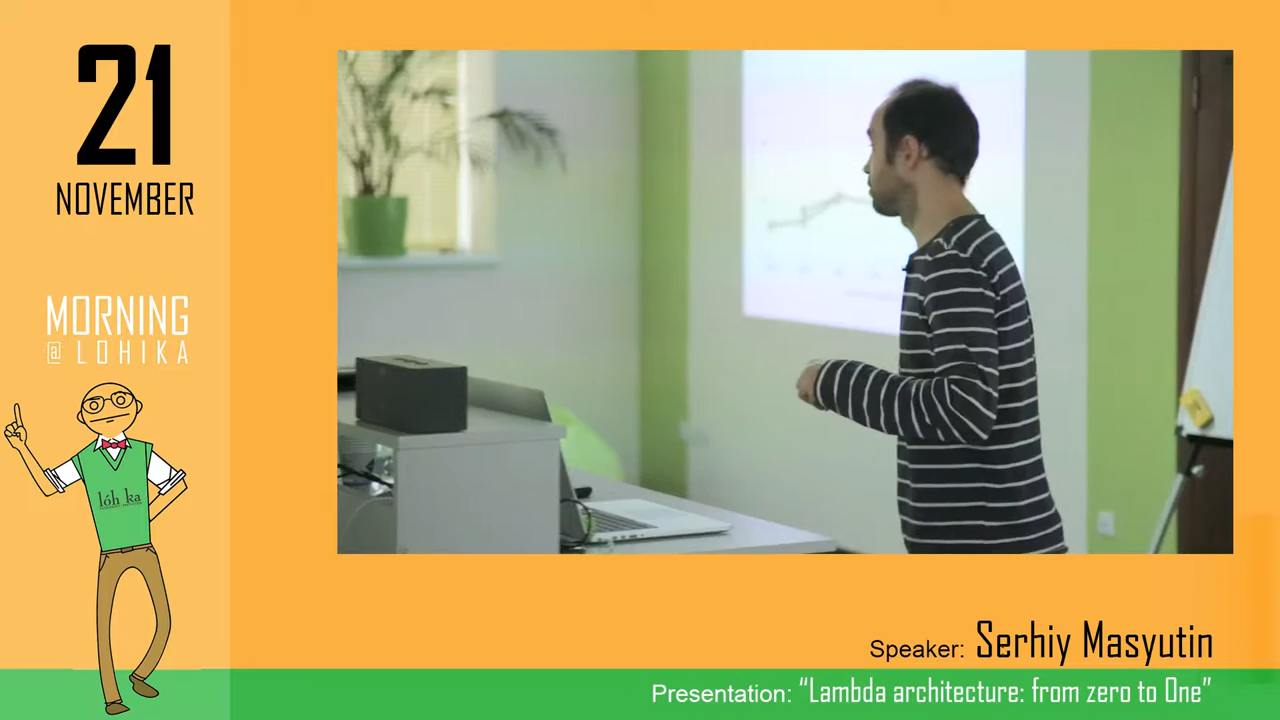 21
NOVEMBER
MORNING
@ LOHIKA
lóh ka
Speaker: Serhiy Masyutin
Presentation: “Lambda architecture: from zero to One”